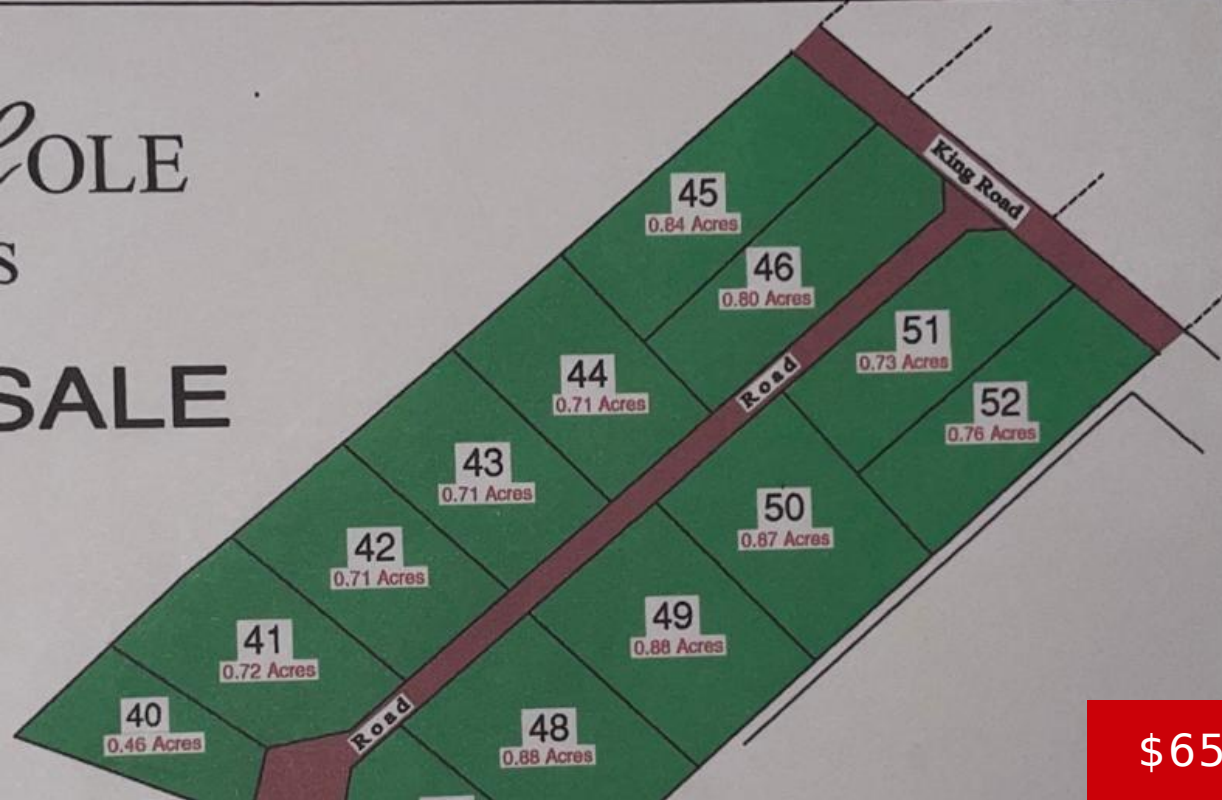 OLE
S
SALE
King Road
45
0.84 Acres
46
0.80 Acres
51
0.73 Acres
44
0.71 Acres
Road
52
0.76 Acres
43
0.71 Acres
50
0.87 Acres
42
0.71 Acres
49
0.88 Acres
41
0.72 Acres
40
0.46 Acres
Road
48
0.88 Acres
$65